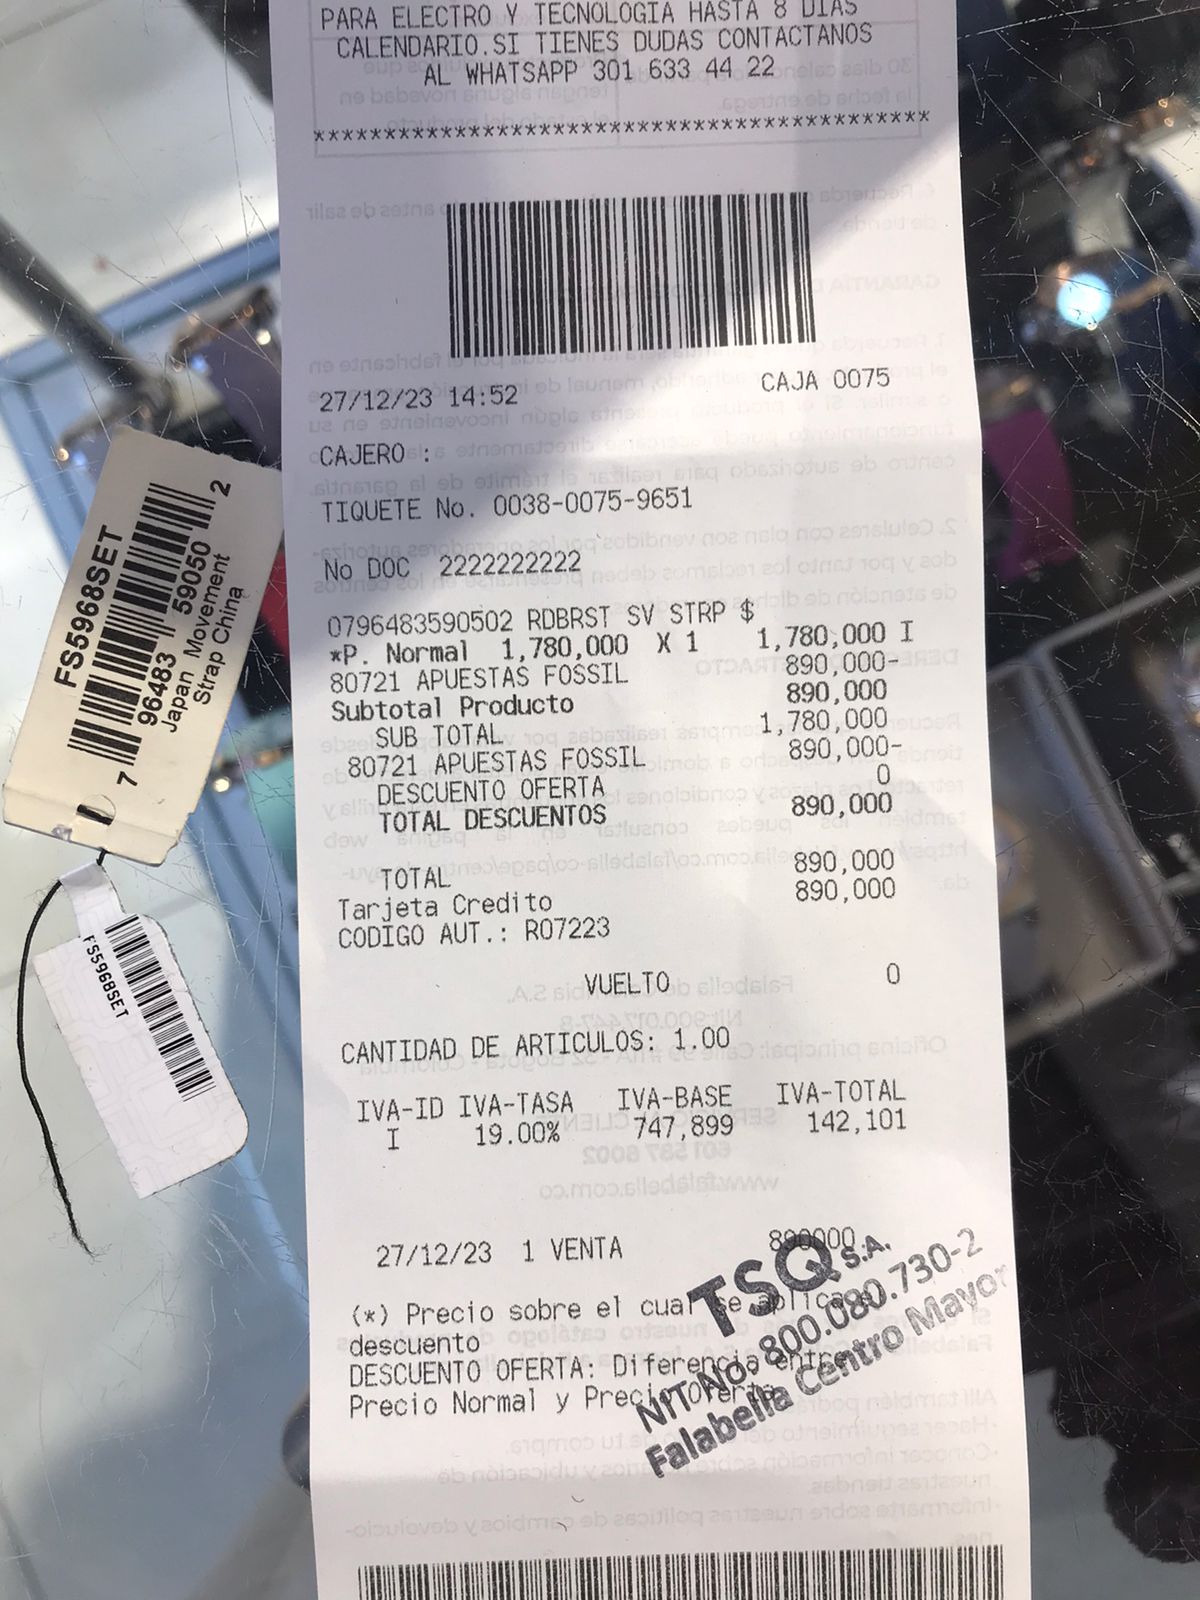 PARA ELECTRO Y TECNOLOGIA HASTA 8 DIAS
CALENDARIO.SI TIENES DUDAS CONTACTANOS
AL WHATSAPP 301 633 44 22
*******************************************
27/12/23 14:52 CAJA 0075
CAJERO :
TIQUETE No. 0038-0075-9651
No DOC 2222222222
0796483590502 RDBRST SV STRP $
*P. Normal 1,780,000 X 1 1,780,000 I
80721 APUESTAS FOSSIL 890,000-
Subtotal Producto 890,000
SUB TOTAL 1,780,000
80721 APUESTAS FOSSIL 890,000-
DESCUENTO OFERTA 0
TOTAL DESCUENTOS 890,000
TOTAL 890,000
Tarjeta Credito 890,000
CODIGO AUT.: R07223
VUELTO 0
CANTIDAD DE ARTICULOS: 1.00
IVA-ID IVA-TASA IVA-BASE IVA-TOTAL
I 19.00% 747,899 142,101
27/12/23 1 VENTA 890000
(*) Precio sobre el cual se aplica
descuento
DESCUENTO OFERTA: Diferencia entre
Precio Normal y Precio Oferta
TSQ S.A.
NIT No. 800.080.730-2
Falabella Centro Mayor
FS5968SET
7 96483 59050 2
Japan Movement
Strap China
FS5968SET